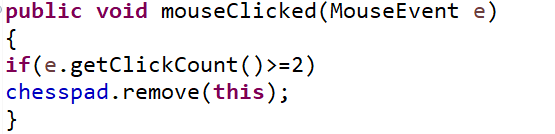 public void mouseClicked(MouseEvent e)
{
if(e.getClickCount()>=2)
chesspad.remove(this);
}